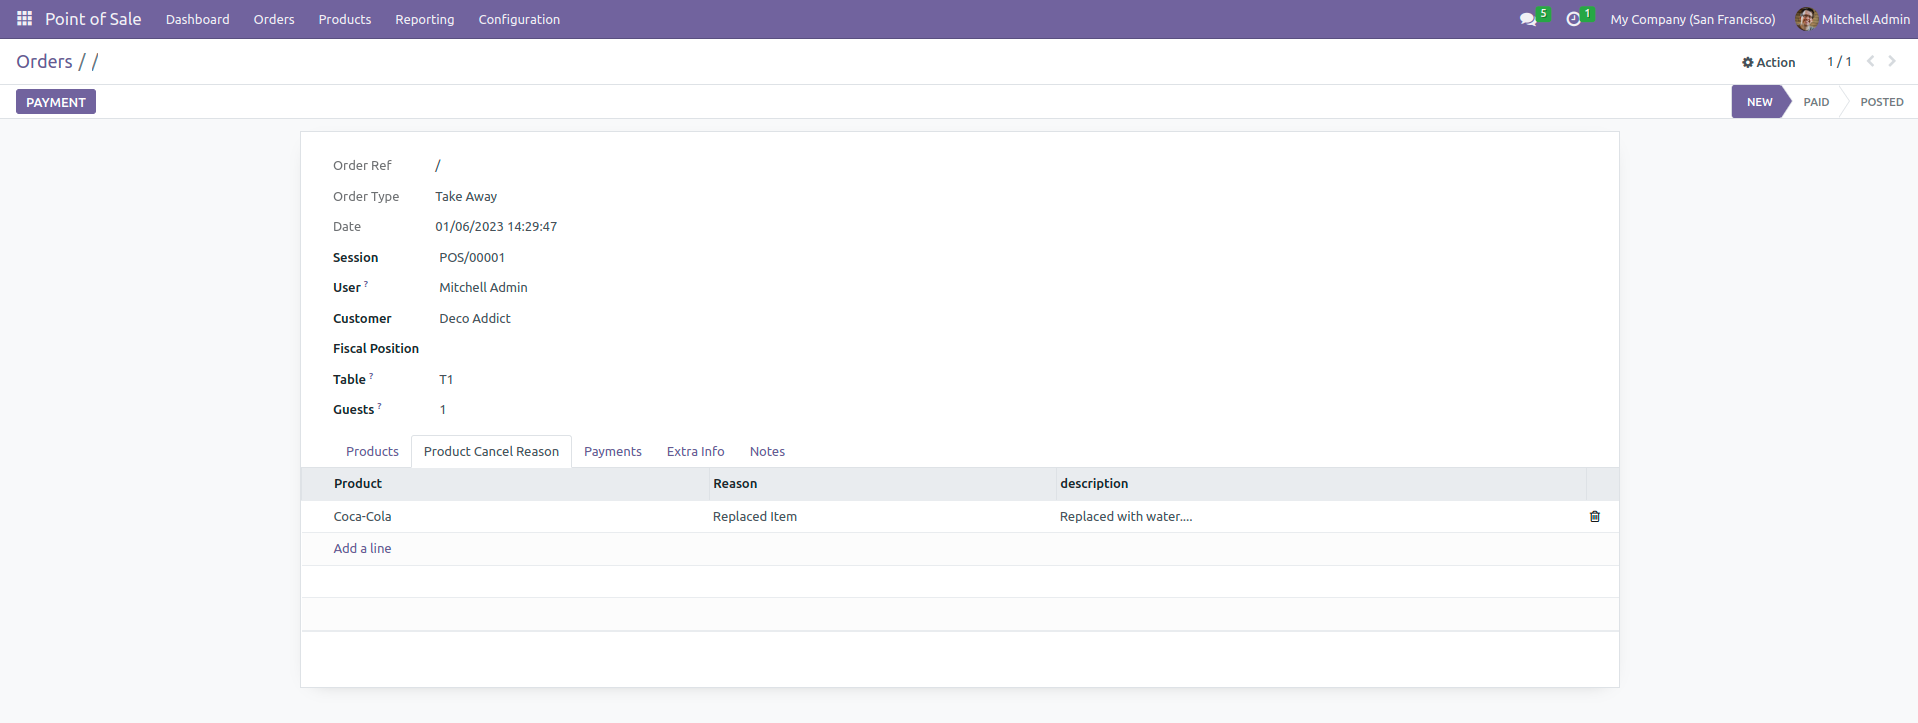 Point of Sale Dashboard Orders Products Reporting Configuration 5 1 My Company (San Francisco) Mitchell Admin
Orders / / Action 1 / 1
PAYMENT NEW PAID POSTED
Order Ref /
Order Type Take Away
Date 01/06/2023 14:29:47
Session POS/00001
User ? Mitchell Admin
Customer Deco Addict
Fiscal Position
Table ? T1
Guests ? 1
Products Product Cancel Reason Payments Extra Info Notes
Product Reason description
Coca-Cola Replaced Item Replaced with water....
Add a line